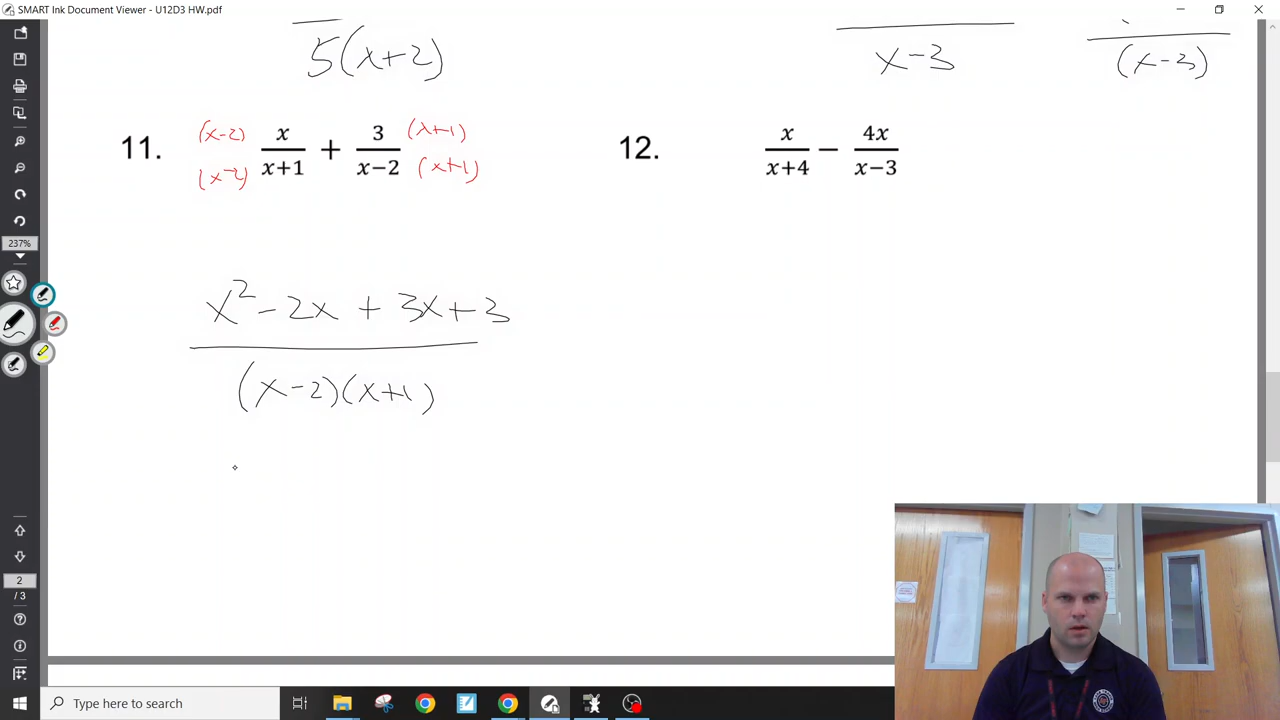 SMART Ink Document Viewer - U12D3 HW.pdf
5(x+2)
x-3
(x-3)
11. (x-2) x/(x-2) x+1 + 3/x-2 (x+1)/(x+1)
12. x/x+4 − 4x/x-3
x² - 2x + 3x + 3
(x-2)(x+1)
237%
2
/ 3
Type here to search